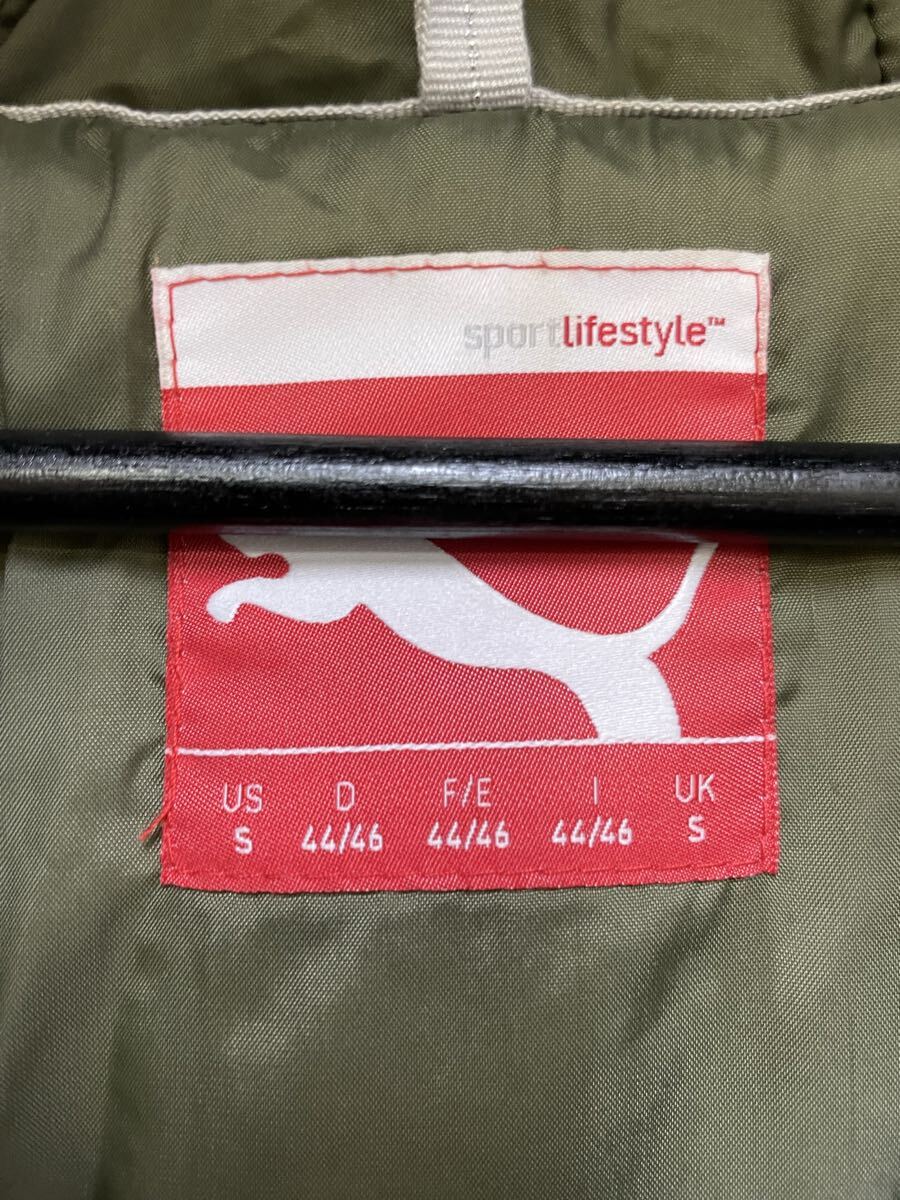 sportlifestyle™
US D F/E I UK
S 44/46 44/46 44/46 S